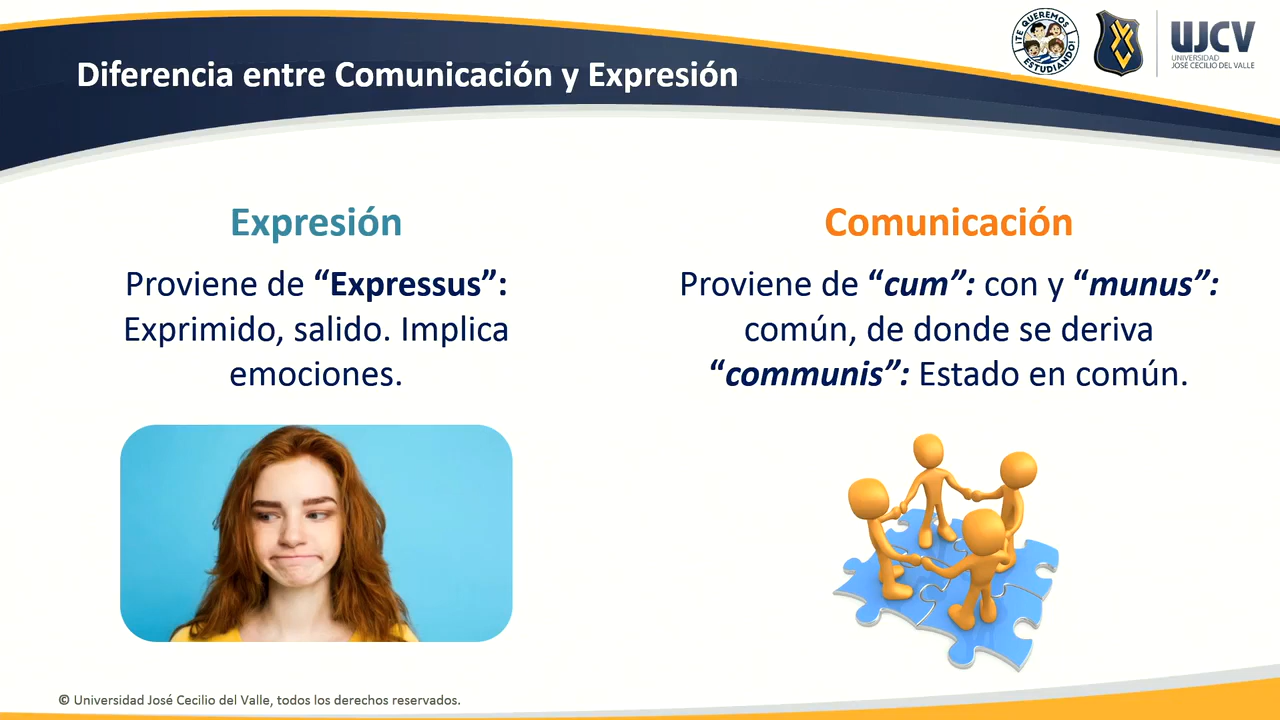 ¡TE QUEREMOS
ESTUDIANDO!
UJCV
UNIVERSIDAD
JOSÉ CECILIO DEL VALLE
Diferencia entre Comunicación y Expresión
Expresión
Proviene de “Expressus”:
Exprimido, salido. Implica
emociones.
Comunicación
Proviene de “cum”: con y “munus”:
común, de donde se deriva
“communis”: Estado en común.
© Universidad José Cecilio del Valle, todos los derechos reservados.